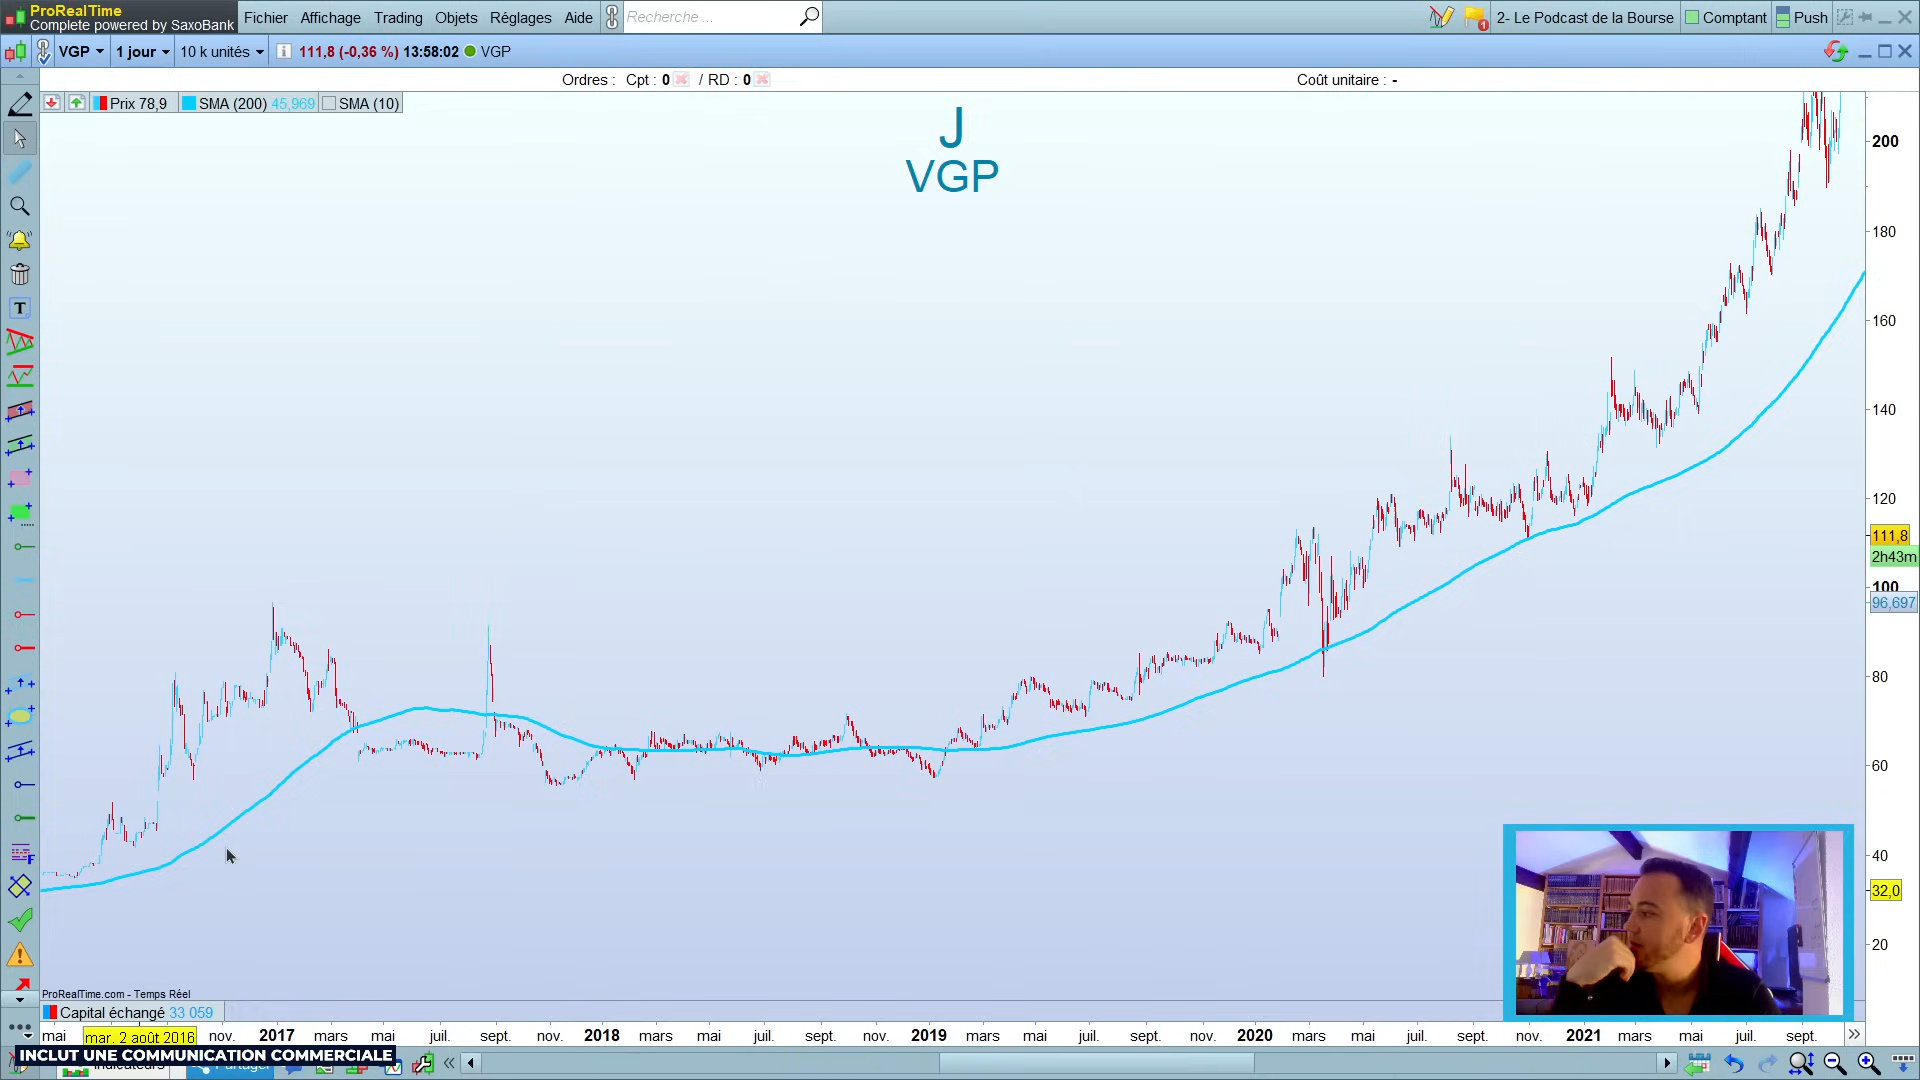 ProRealTime
Complete powered by SaxoBank
Fichier Affichage Trading Objets Réglages Aide
Recherche ...
1
2- Le Podcast de la Bourse
Comptant
Push
VGP
1 jour
10 k unités
111,8 (-0,36 %) 13:58:02
VGP
Ordres : Cpt : 0 / RD : 0
Coût unitaire : -
Prix 78,9
SMA (200) 45,969
SMA (10)
J
VGP
200
180
160
140
120
111,8
2h43m
100
96,697
80
60
40
32,0
20
ProRealTime.com - Temps Réel
Capital échangé 33 059
mai
mar. 2 août 2016
nov. 2017 mars mai juil. sept. nov. 2018 mars mai juil. sept. nov. 2019 mars mai juil. sept. nov. 2020 mars mai juil. sept. nov. 2021 mars mai juil. sept.
INCLUT UNE COMMUNICATION COMMERCIALE